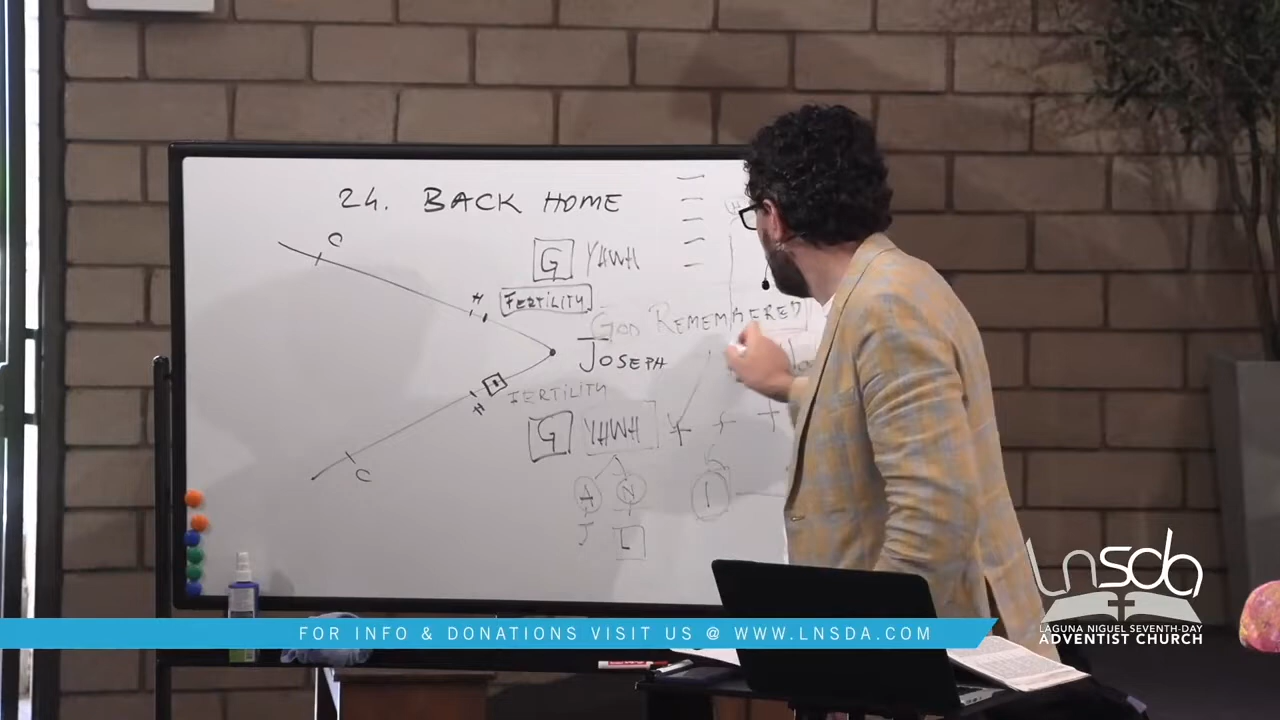 24. BACK HOME
C
G YHWH
H FERTILITY
GOD REMEMBERED
JOSEPH
H FERTILITY
G YHWH
C
A N
J L
FOR INFO & DONATIONS VISIT US @ WWW.LNSDA.COM
LNSDA
LAGUNA NIGUEL SEVENTH-DAY
ADVENTIST CHURCH